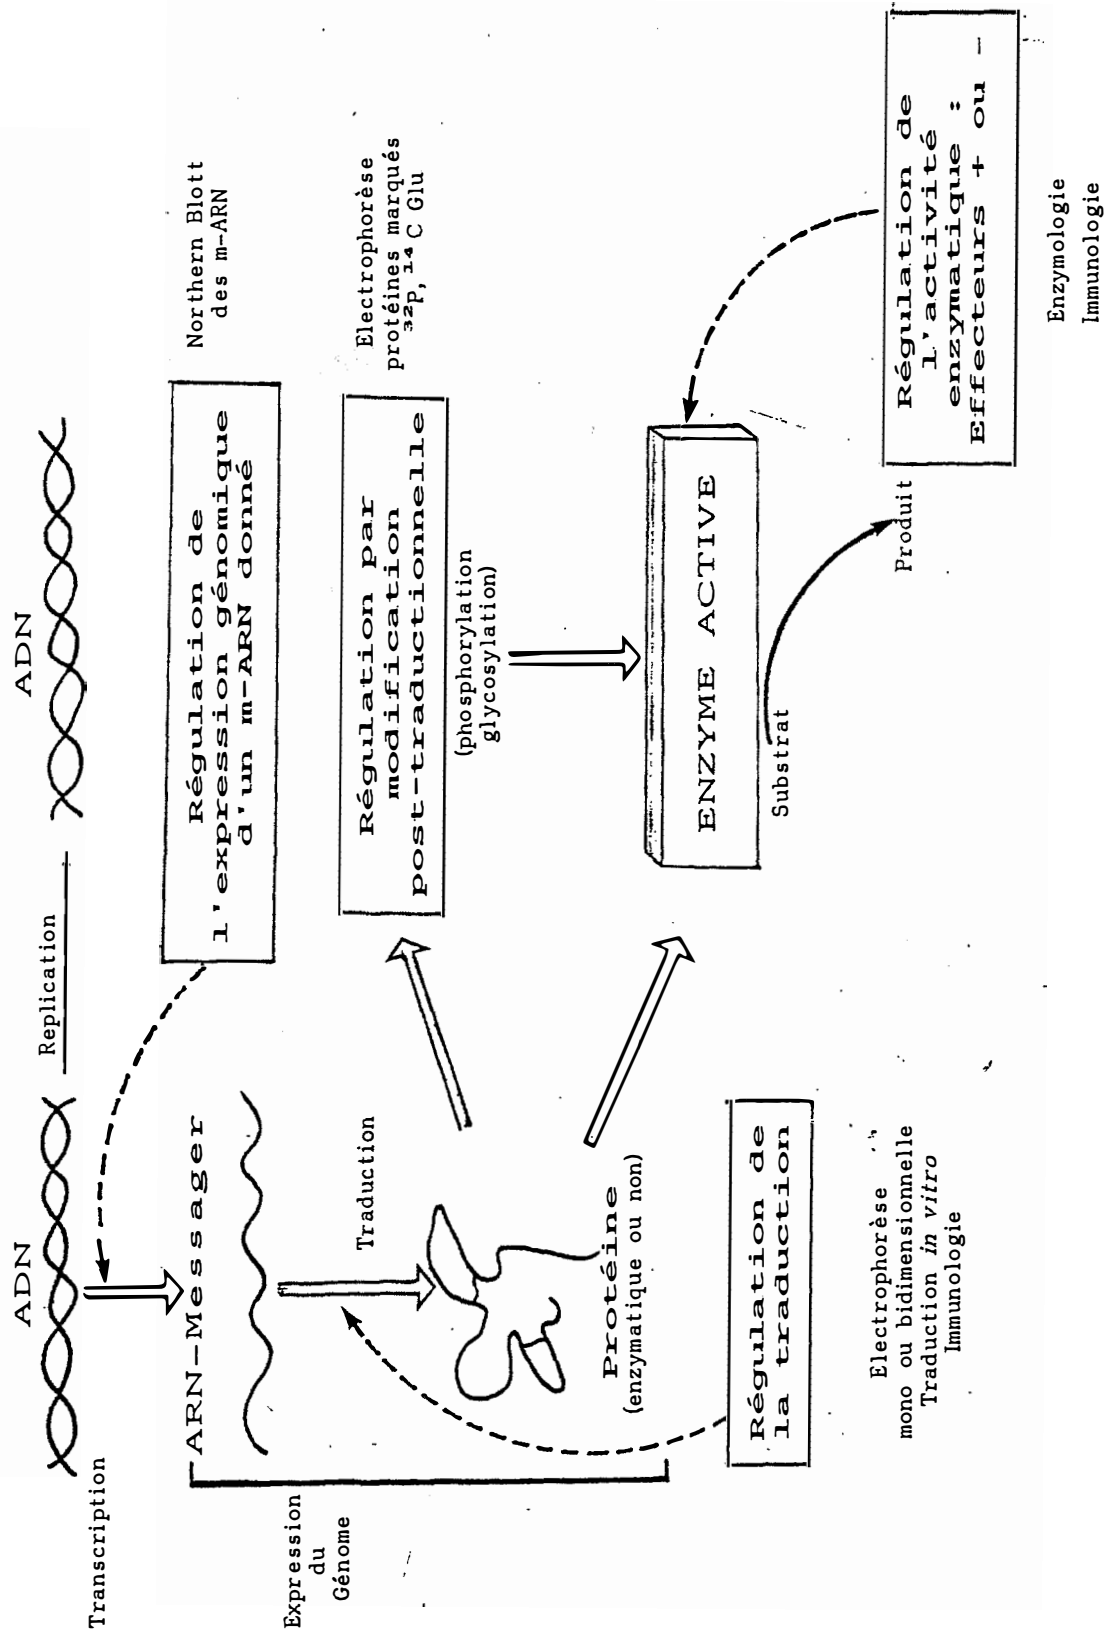 ADN
Replication
ADN
Transcription
ARN-Messager
Régulation de
l'expression génomique
d'un m-ARN donné
Northern Blott
des m-ARN
Expression
du
Génome
Traduction
Régulation par
modification
post-traductionnelle
(phosphorylation
glycosylation)
Electrophorèse
protéines marqués
³²P, ¹⁴C Glu
Protéine
(enzymatique ou non)
ENZYME ACTIVE
Substrat
Produit
Régulation de
la traduction
Electrophorèse
mono ou bidimensionnelle
Traduction in vitro
Immunologie
Régulation de
l'activité
enzymatique :
Effecteurs + ou -
Enzymologie
Immunologie